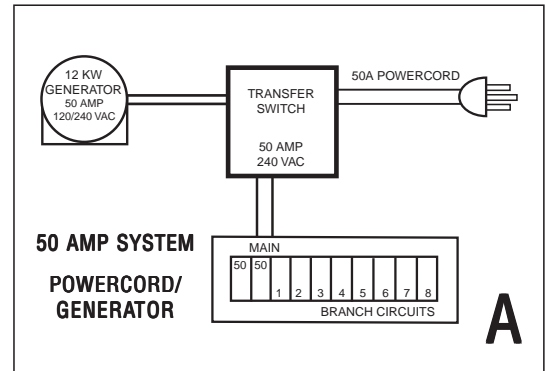 12 KW
GENERATOR
50 AMP
120/240 VAC
TRANSFER
SWITCH
50 AMP
240 VAC
50A POWERCORD
50 AMP SYSTEM
POWERCORD/
GENERATOR
MAIN
50 50 1 2 3 4 5 6 7 8
BRANCH CIRCUITS
A